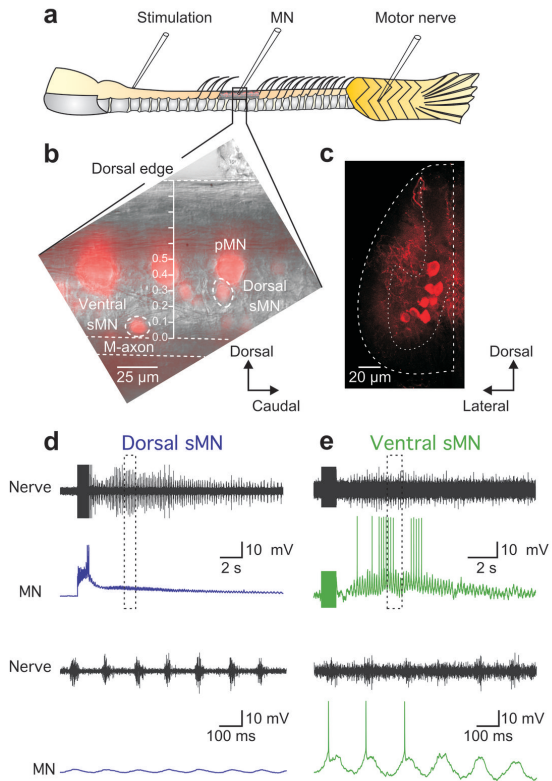 a
Stimulation
MN
Motor nerve
b
Dorsal edge
pMN
0.5
0.4
0.3
0.2
0.1
0.0
Dorsal
sMN
Ventral
sMN
M-axon
25 µm
Dorsal
Caudal
c
20 µm
Dorsal
Lateral
d
Dorsal sMN
Nerve
10 mV
2 s
MN
Nerve
10 mV
100 ms
MN
e
Ventral sMN
10 mV
2 s
10 mV
100 ms